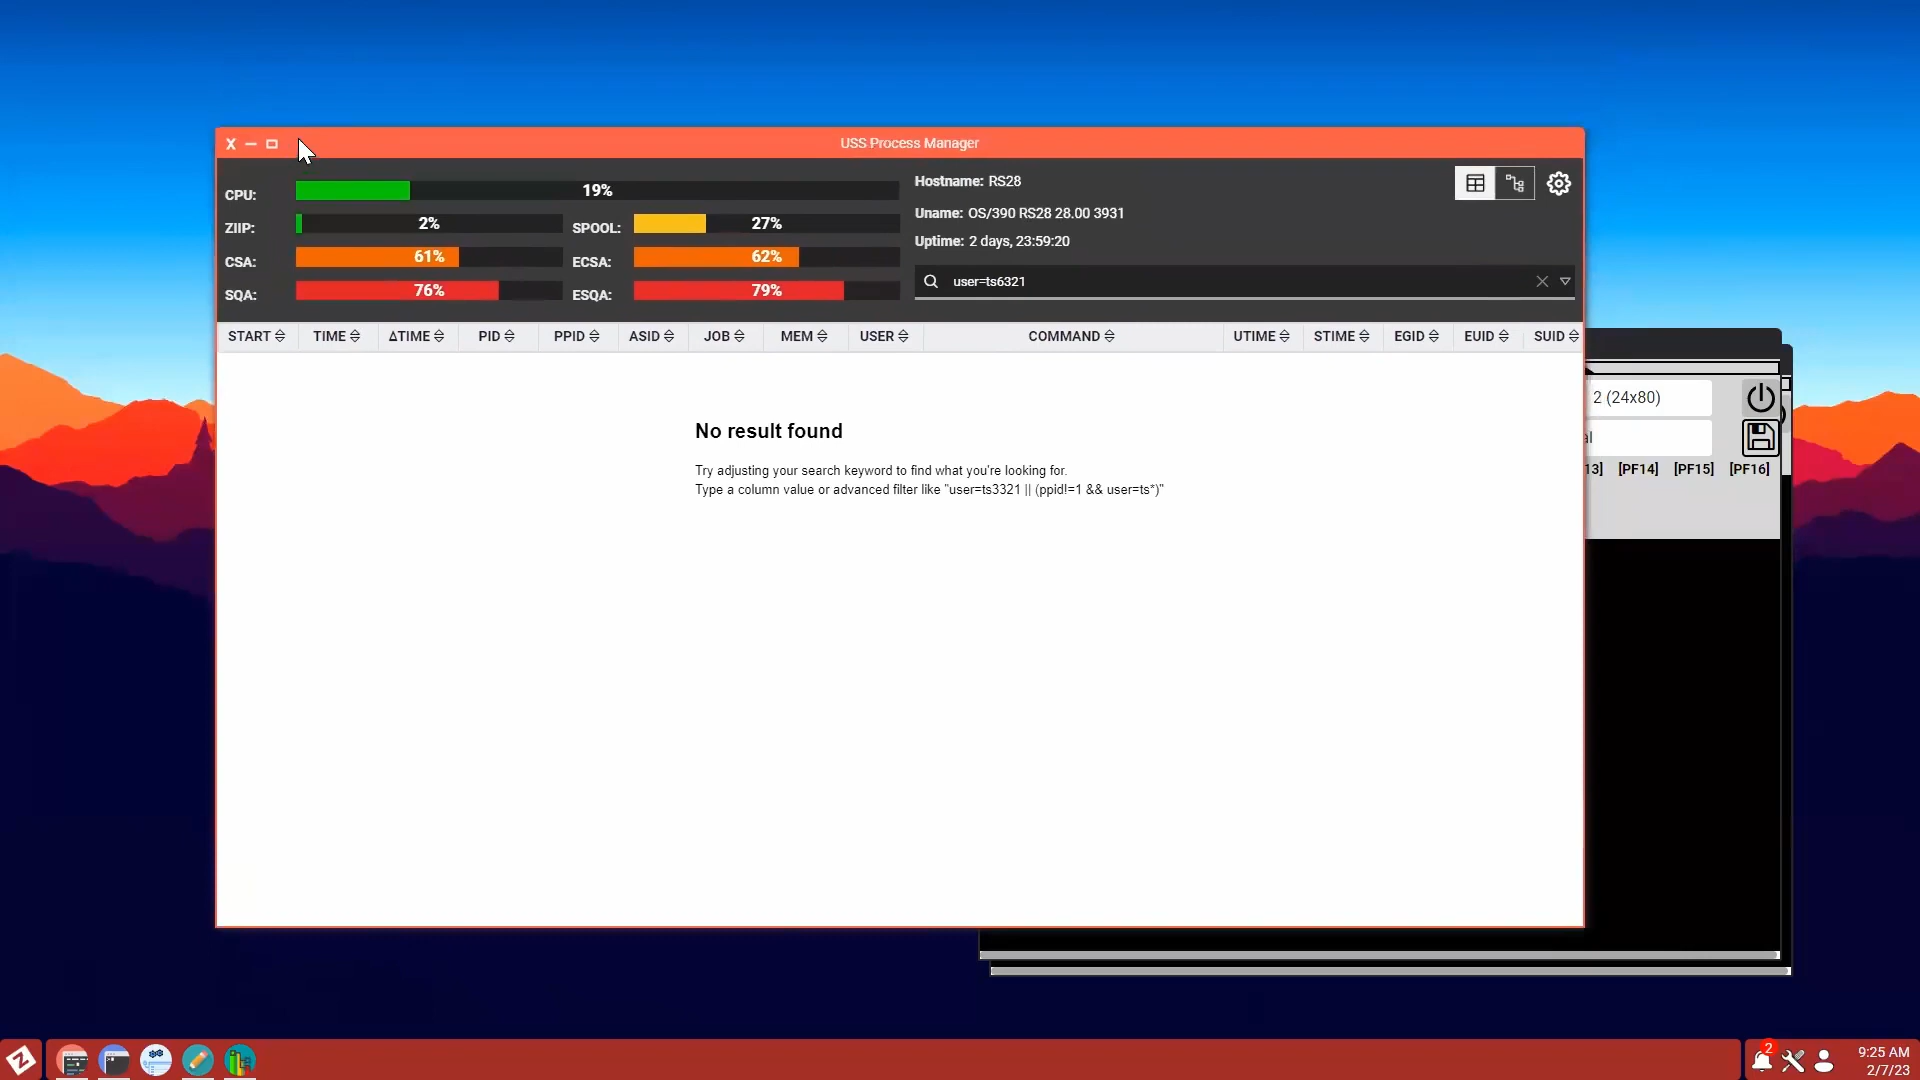 X
USS Process Manager
CPU:
19%
ZIIP:
2%
SPOOL:
27%
CSA:
61%
ECSA:
62%
SQA:
76%
ESQA:
79%
Hostname: RS28
Uname: OS/390 RS28 28.00 3931
Uptime: 2 days, 23:59:20
user=ts6321
START TIME ΔTIME PID PPID ASID JOB MEM USER COMMAND UTIME STIME EGID EUID SUID
No result found
Try adjusting your search keyword to find what you're looking for.
Type a column value or advanced filter like "user=ts3321 || (ppid!=1 && user=ts*)"
2 (24x80)
al
13] [PF14] [PF15] [PF16]
Z
2
9:25 AM
2/7/23